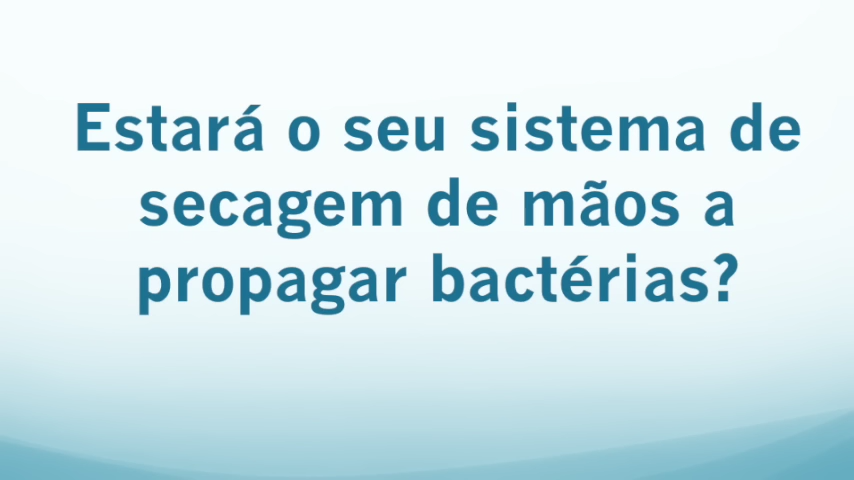 Estará o seu sistema de
secagem de mãos a
propagar bactérias?